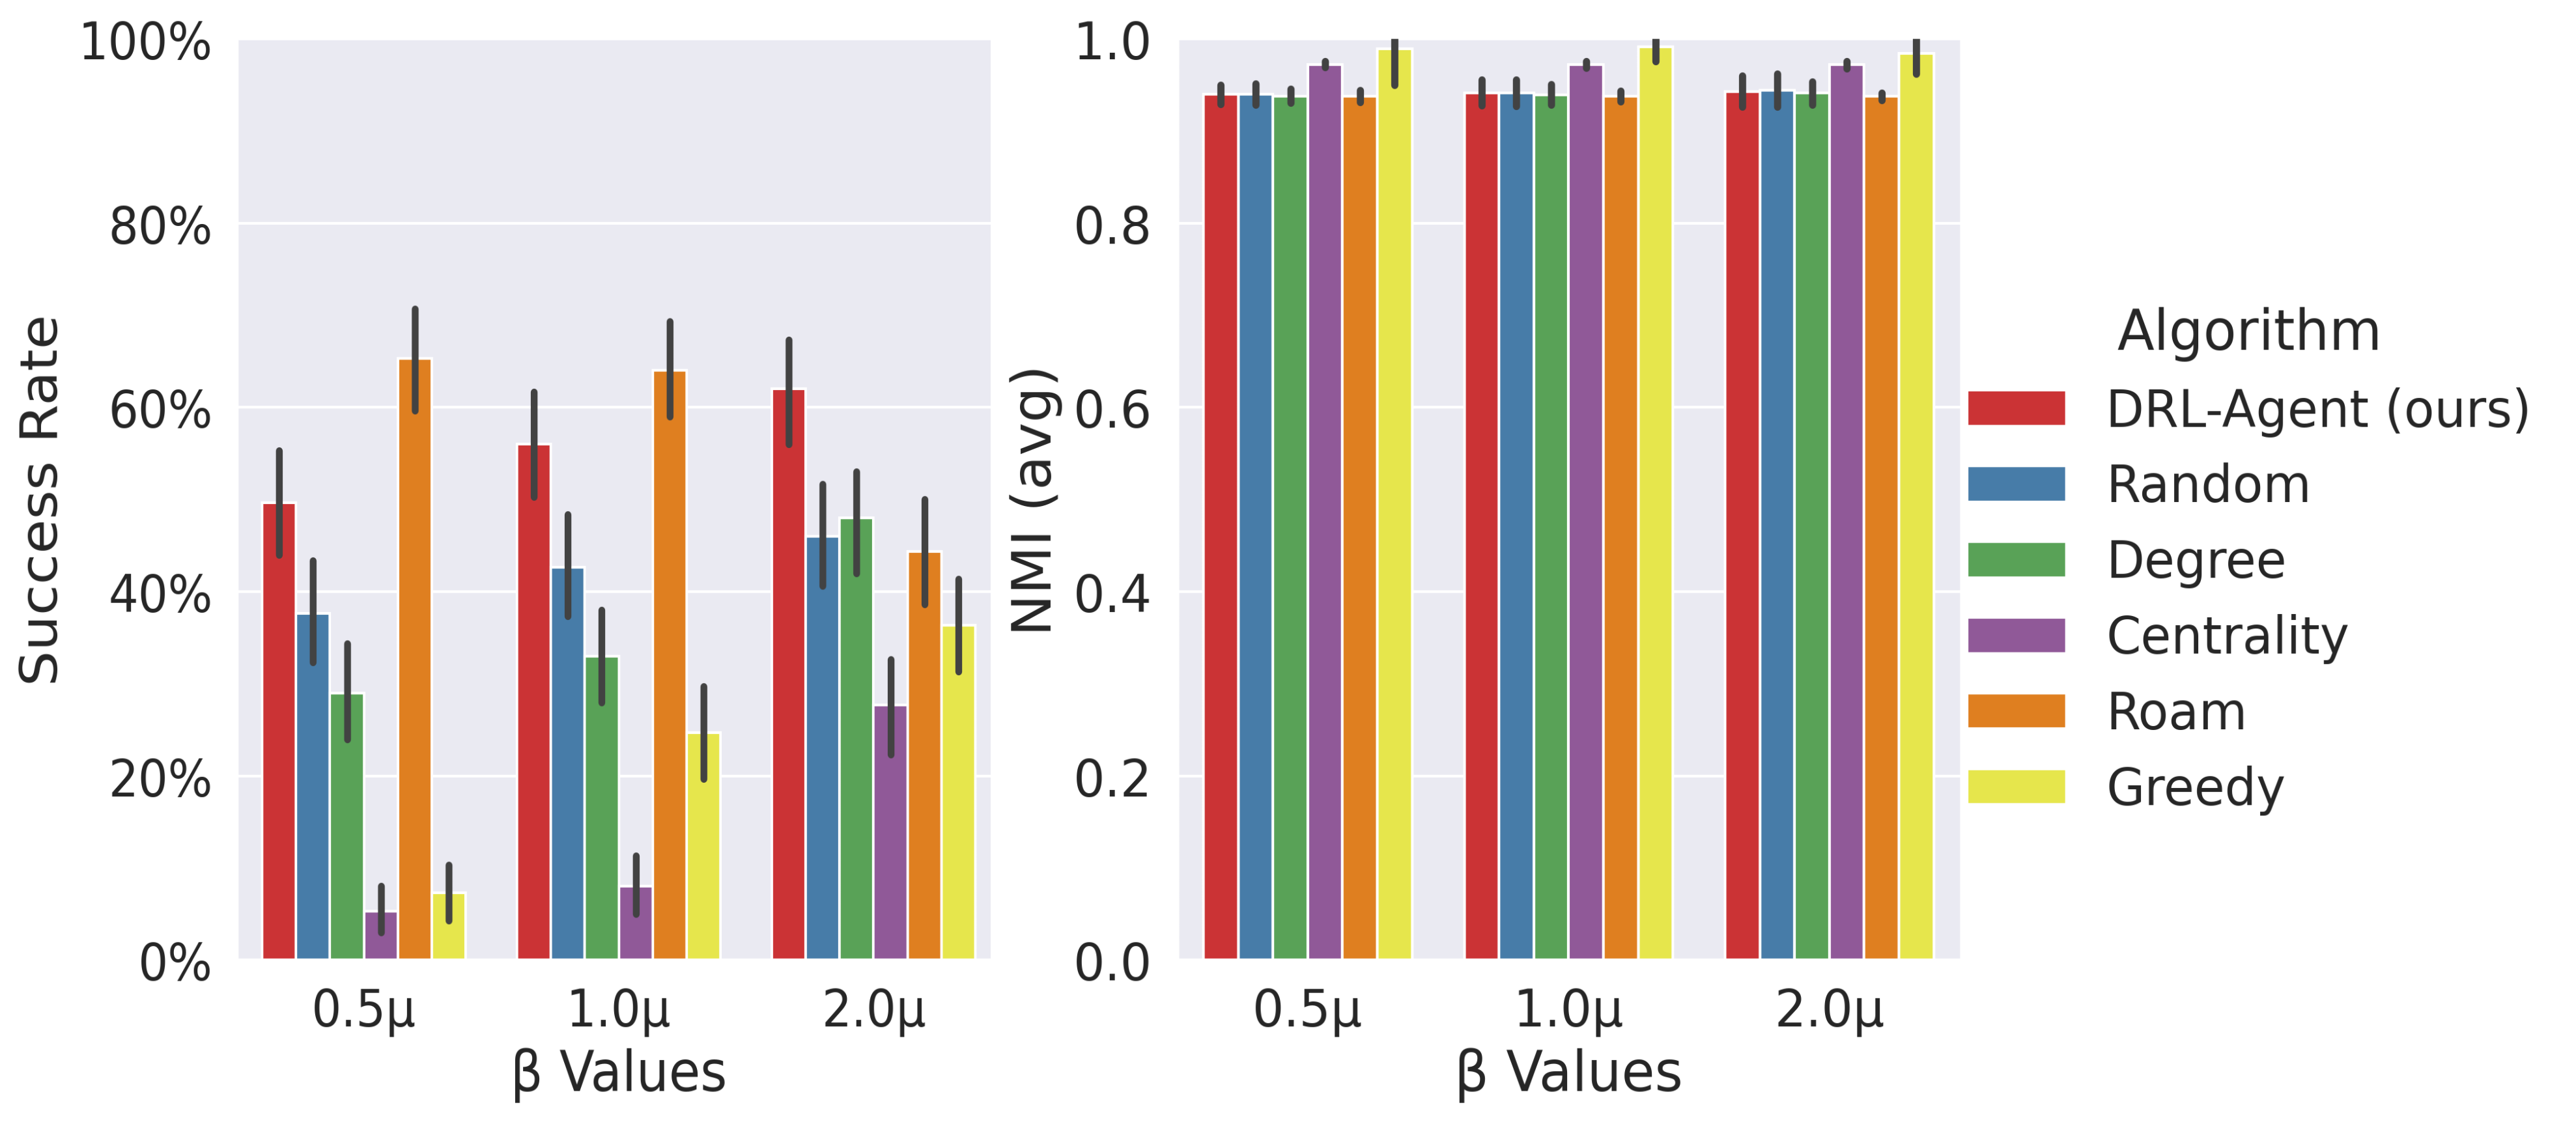 100%
80%
60%
40%
20%
0%
Success Rate
0.5µ 1.0µ 2.0µ
β Values
1.0
0.8
0.6
0.4
0.2
0.0
NMI (avg)
0.5µ 1.0µ 2.0µ
β Values
Algorithm
DRL-Agent (ours)
Random
Degree
Centrality
Roam
Greedy